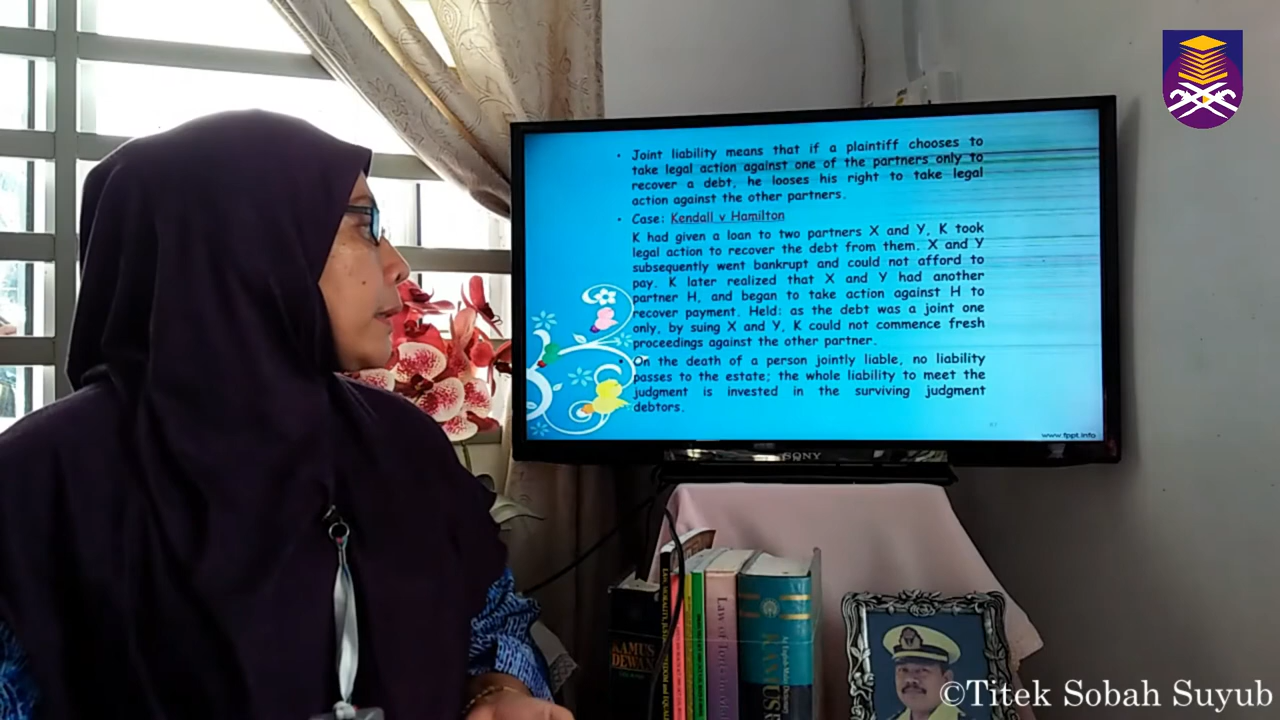 • Joint liability means that if a plaintiff chooses to
take legal action against one of the partners only to
recover a debt, he looses his right to take legal
action against the other partners.
• Case: Kendall v Hamilton
K had given a loan to two partners X and Y, K took
legal action to recover the debt from them. X and Y
subsequently went bankrupt and could not afford to
pay. K later realized that X and Y had another
partner H, and began to take action against H to
recover payment. Held: as the debt was a joint one
only, by suing X and Y, K could not commence fresh
proceedings against the other partner.
• On the death of a person jointly liable, no liability
passes to the estate; the whole liability to meet the
judgment is invested in the surviving judgment
debtors.
www.fppt.info
SONY
KAMUS
DEWAN
Law of Torts in
KAMUS
©Titek Sobah Suyub